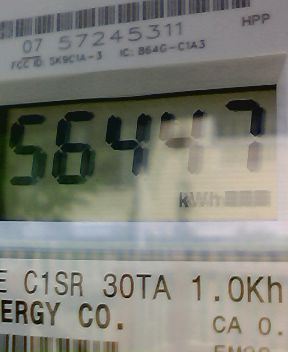 HPP
07 57245311
FCC ID: SK9C1A-3 IC: 864G-C1A3
56447
kWh
E C1SR 30TA 1.0Kh
ERGY CO.
CA 0.